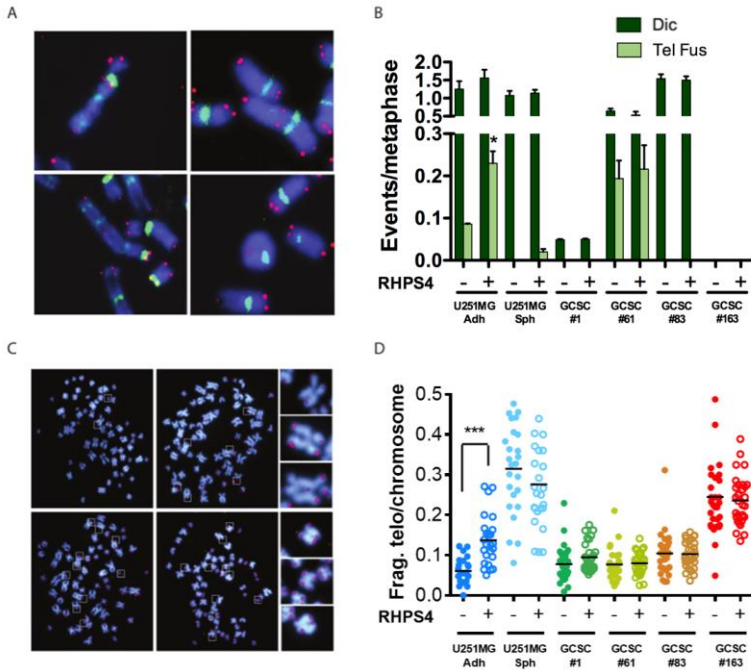 A
B
Dic
Tel Fus
Events/metaphase
2.0
1.5
1.0
0.5
0.3
0.2
0.1
0.0
*
RHPS4 - + - + - + - + - + - +
U251MG Adh
U251MG Sph
GCSC #1
GCSC #61
GCSC #83
GCSC #163
C
D
Frag. telo/chromosome
0.5
0.4
0.3
0.2
0.1
0.0
***
RHPS4 - + - + - + - + - + - +
U251MG Adh
U251MG Sph
GCSC #1
GCSC #61
GCSC #83
GCSC #163